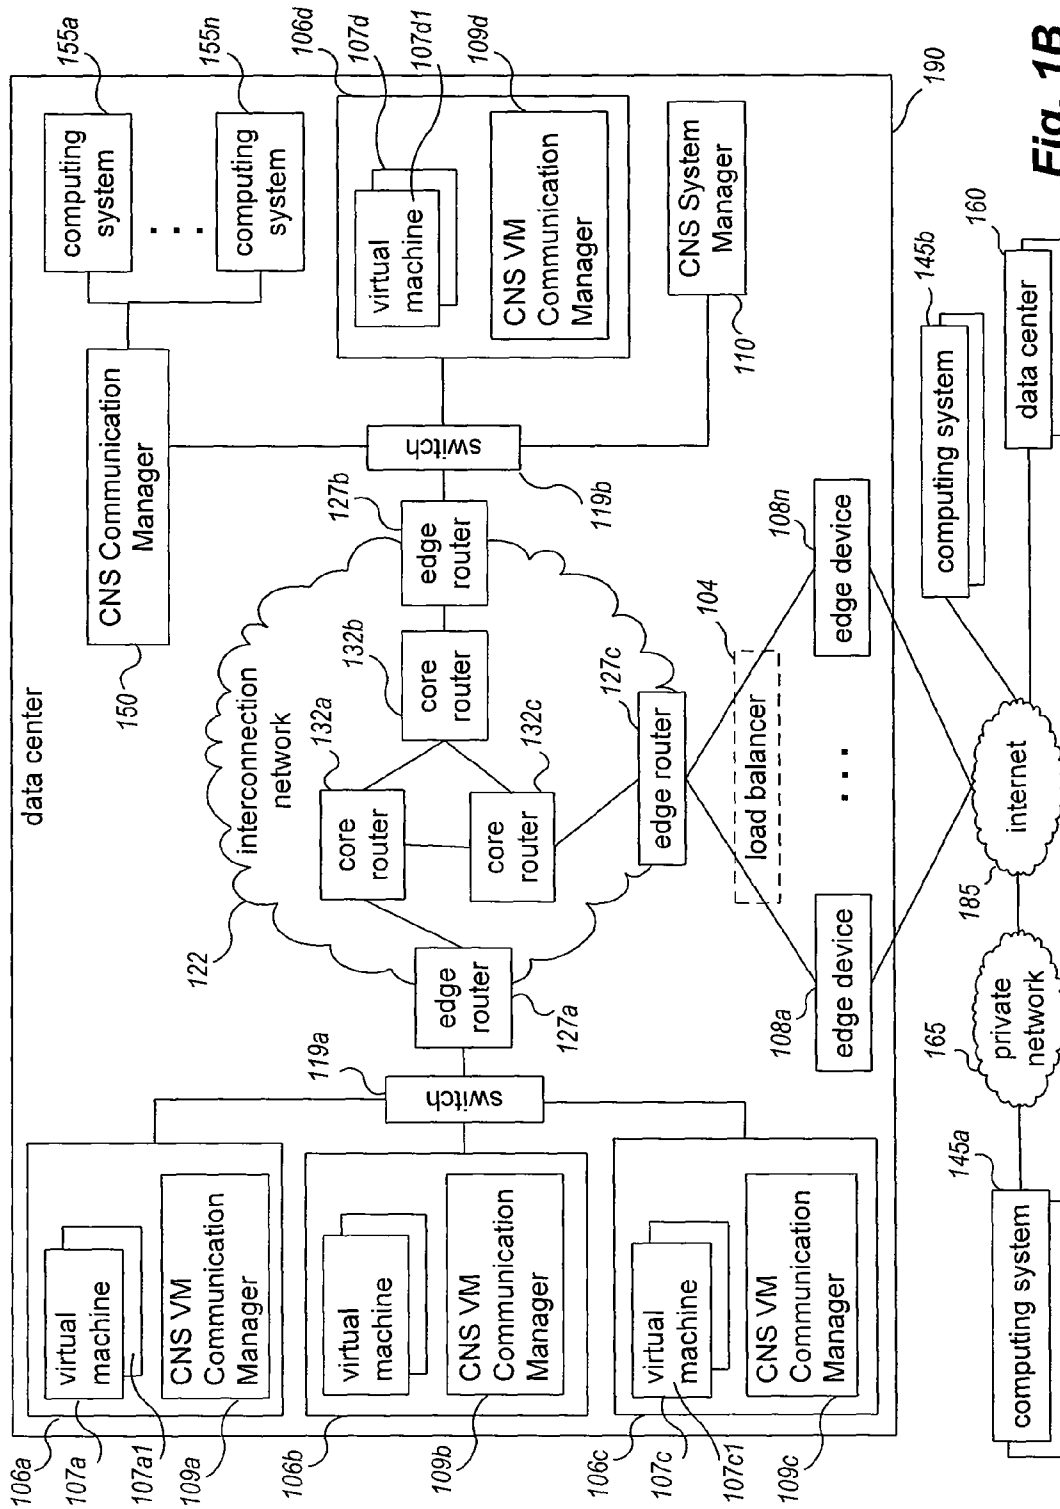 data center
106a
107a
107a1
109a
virtual
machine
CNS VM
Communication
Manager
106b
109b
virtual
machine
CNS VM
Communication
Manager
106c
107c
107c1
109c
virtual
machine
CNS VM
Communication
Manager
119a
switch
edge
router
127a
122
interconnection
network
core
router
132a
core
router
132b
core
router
132c
edge
router
127b
edge router
127c
switch
119b
150
CNS Communication
Manager
computing
system
155a
. . .
computing
system
155n
virtual
machine
CNS VM
Communication
Manager
106d
107d
107d1
109d
CNS System
Manager
110
load balancer
104
edge device
108a
. . .
edge device
108n
190
computing system
145a
private
network
165
internet
185
computing system
145b
data center
160
Fig. 1B